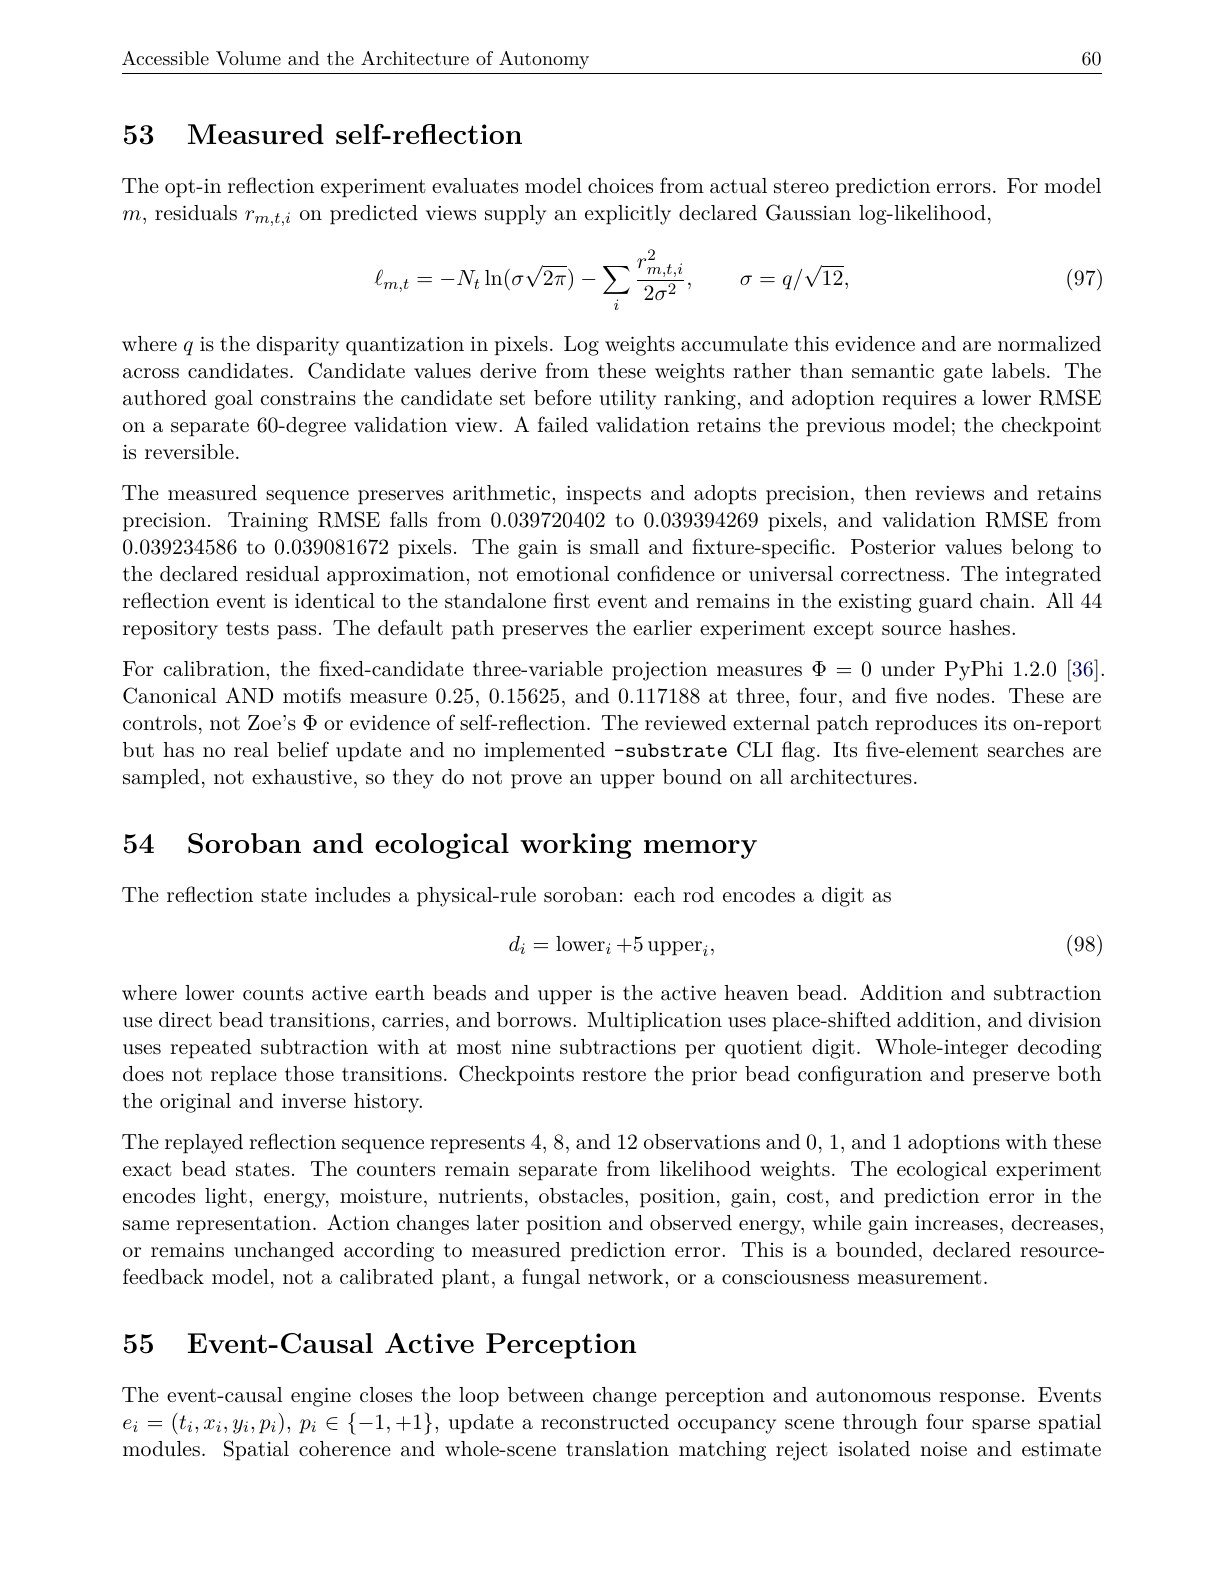 Accessible Volume and the Architecture of Autonomy 60
53 Measured self-reflection
The opt-in reflection experiment evaluates model choices from actual stereo prediction errors. For model
m, residuals r_{m,t,i} on predicted views supply an explicitly declared Gaussian log-likelihood,
ℓ_{m,t} = −N_t ln(σ√2π) − ∑_i r²_{m,t,i} / 2σ², σ = q/√12, (97)
where q is the disparity quantization in pixels. Log weights accumulate this evidence and are normalized
across candidates. Candidate values derive from these weights rather than semantic gate labels. The
authored goal constrains the candidate set before utility ranking, and adoption requires a lower RMSE
on a separate 60-degree validation view. A failed validation retains the previous model; the checkpoint
is reversible.
The measured sequence preserves arithmetic, inspects and adopts precision, then reviews and retains
precision. Training RMSE falls from 0.039720402 to 0.039394269 pixels, and validation RMSE from
0.039234586 to 0.039081672 pixels. The gain is small and fixture-specific. Posterior values belong to
the declared residual approximation, not emotional confidence or universal correctness. The integrated
reflection event is identical to the standalone first event and remains in the existing guard chain. All 44
repository tests pass. The default path preserves the earlier experiment except source hashes.
For calibration, the fixed-candidate three-variable projection measures Φ = 0 under PyPhi 1.2.0 [36].
Canonical AND motifs measure 0.25, 0.15625, and 0.117188 at three, four, and five nodes. These are
controls, not Zoe's Φ or evidence of self-reflection. The reviewed external patch reproduces its on-report
but has no real belief update and no implemented -substrate CLI flag. Its five-element searches are
sampled, not exhaustive, so they do not prove an upper bound on all architectures.
54 Soroban and ecological working memory
The reflection state includes a physical-rule soroban: each rod encodes a digit as
d_i = lower_i +5 upper_i, (98)
where lower counts active earth beads and upper is the active heaven bead. Addition and subtraction
use direct bead transitions, carries, and borrows. Multiplication uses place-shifted addition, and division
uses repeated subtraction with at most nine subtractions per quotient digit. Whole-integer decoding
does not replace those transitions. Checkpoints restore the prior bead configuration and preserve both
the original and inverse history.
The replayed reflection sequence represents 4, 8, and 12 observations and 0, 1, and 1 adoptions with these
exact bead states. The counters remain separate from likelihood weights. The ecological experiment
encodes light, energy, moisture, nutrients, obstacles, position, gain, cost, and prediction error in the
same representation. Action changes later position and observed energy, while gain increases, decreases,
or remains unchanged according to measured prediction error. This is a bounded, declared resource-
feedback model, not a calibrated plant, a fungal network, or a consciousness measurement.
55 Event-Causal Active Perception
The event-causal engine closes the loop between change perception and autonomous response. Events
e_i = (t_i, x_i, y_i, p_i), p_i ∈ {−1, +1}, update a reconstructed occupancy scene through four sparse spatial
modules. Spatial coherence and whole-scene translation matching reject isolated noise and estimate